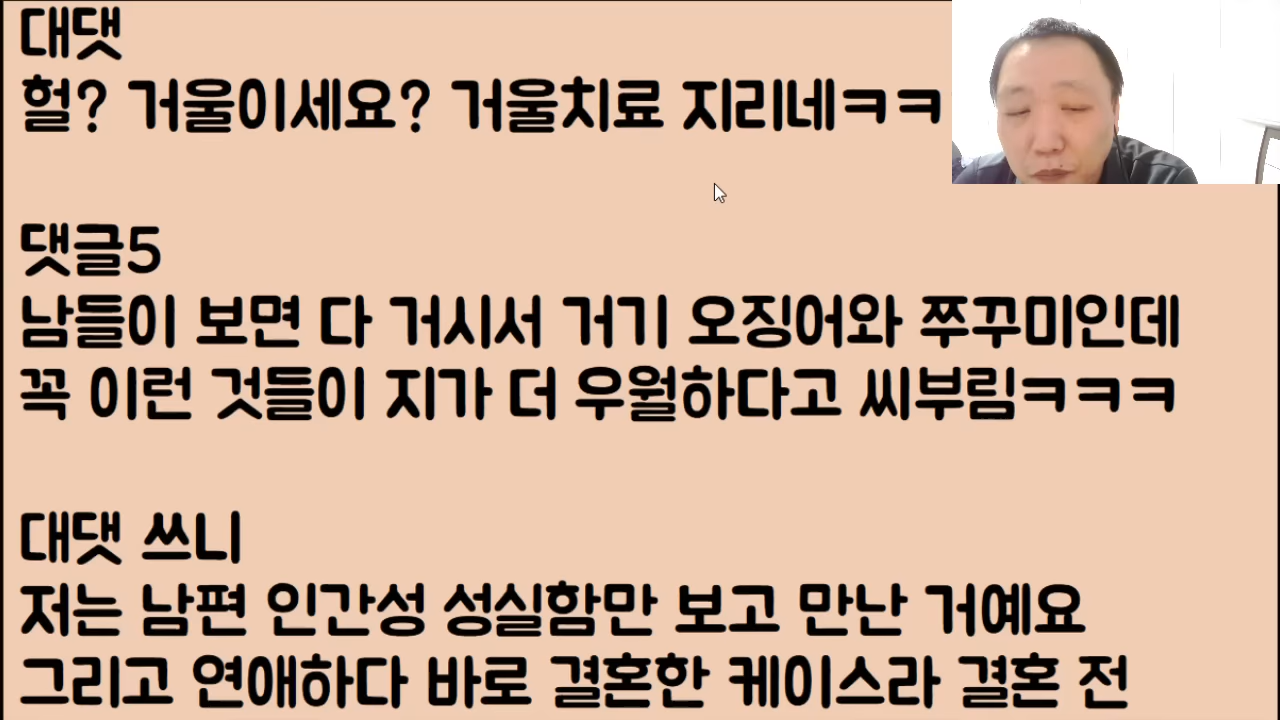 대댓
헐? 거울이세요? 거울치료 지리네ㅋㅋ
댓글5
남들이 보면 다 거시서 거기 오징어와 쭈꾸미인데
꼭 이런 것들이 지가 더 우월하다고 씨부림ㅋㅋㅋ
대댓 쓰니
저는 남편 인간성 성실함만 보고 만난 거예요
그리고 연애하다 바로 결혼한 케이스라 결혼 전